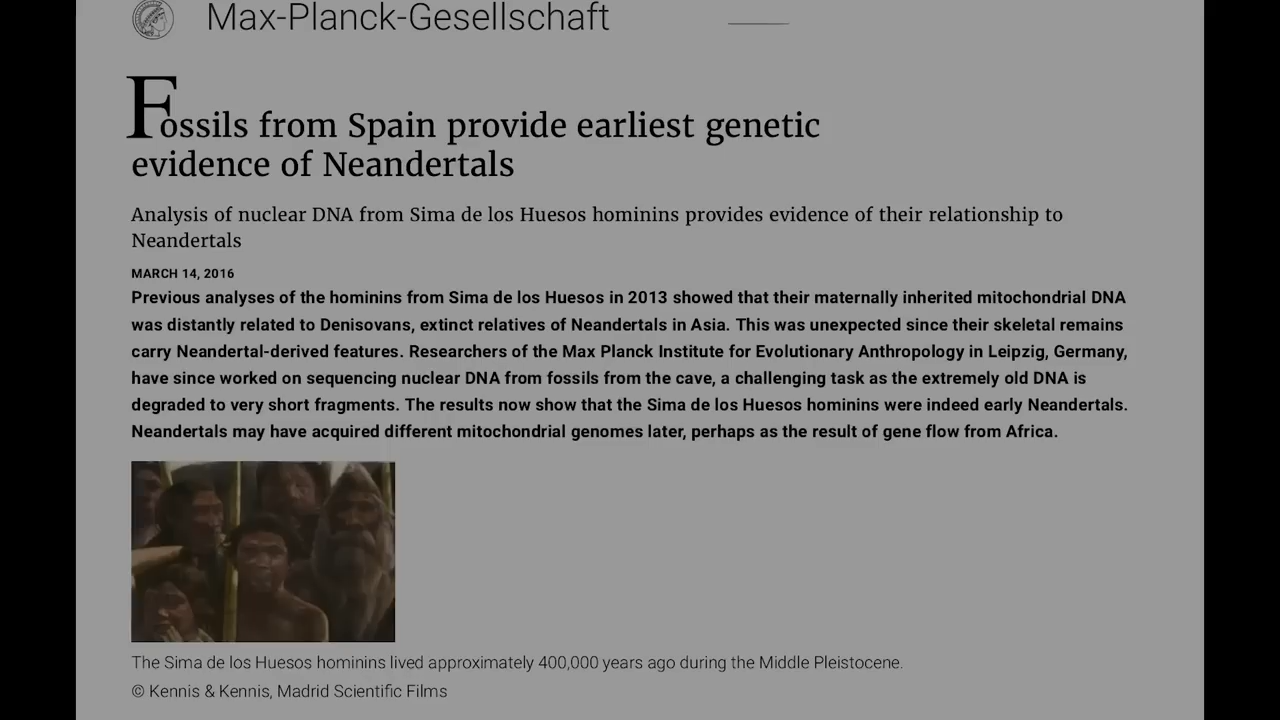 Max-Planck-Gesellschaft
Fossils from Spain provide earliest genetic
evidence of Neandertals
Analysis of nuclear DNA from Sima de los Huesos hominins provides evidence of their relationship to
Neandertals
MARCH 14, 2016
Previous analyses of the hominins from Sima de los Huesos in 2013 showed that their maternally inherited mitochondrial DNA
was distantly related to Denisovans, extinct relatives of Neandertals in Asia. This was unexpected since their skeletal remains
carry Neandertal-derived features. Researchers of the Max Planck Institute for Evolutionary Anthropology in Leipzig, Germany,
have since worked on sequencing nuclear DNA from fossils from the cave, a challenging task as the extremely old DNA is
degraded to very short fragments. The results now show that the Sima de los Huesos hominins were indeed early Neandertals.
Neandertals may have acquired different mitochondrial genomes later, perhaps as the result of gene flow from Africa.
The Sima de los Huesos hominins lived approximately 400,000 years ago during the Middle Pleistocene.
© Kennis & Kennis, Madrid Scientific Films